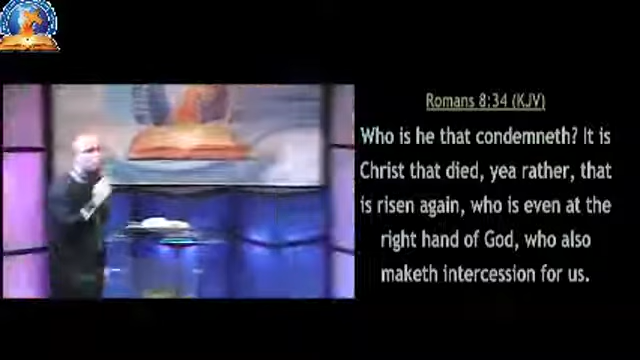 Romans 8:34 (KJV)
Who is he that condemneth? It is
Christ that died, yea rather, that
is risen again, who is even at the
right hand of God, who also
maketh intercession for us.